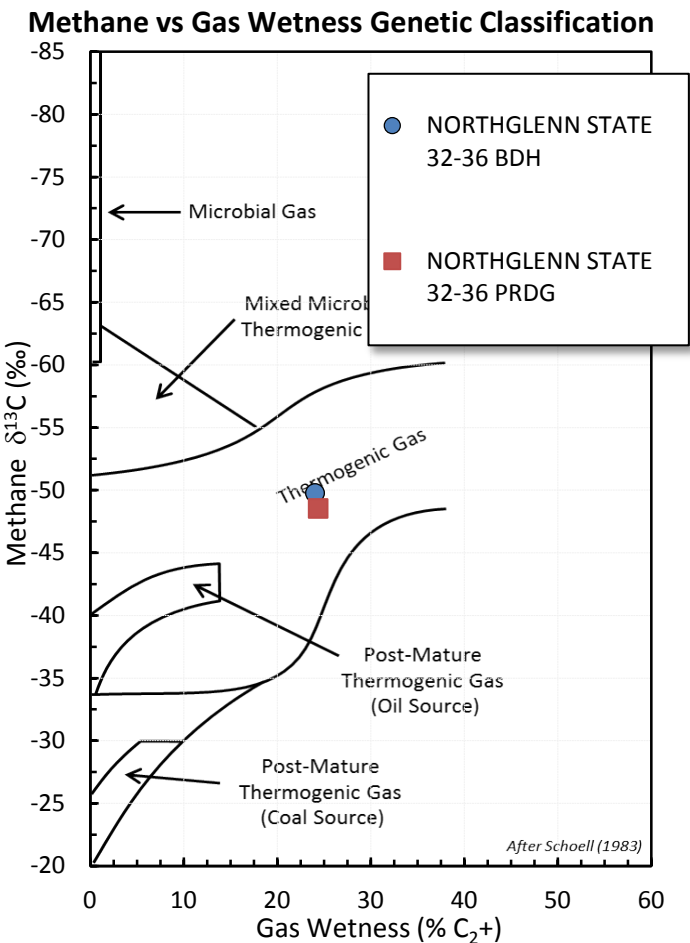 Methane vs Gas Wetness Genetic Classification
-85
-80
-75
-70
-65
-60
-55
-50
-45
-40
-35
-30
-25
-20
Methane δ13C (‰)
NORTHGLENN STATE
32-36 BDH
NORTHGLENN STATE
32-36 PRDG
Microbial Gas
Mixed Microb
Thermogenic
Thermogenic Gas
Post-Mature
Thermogenic Gas
(Oil Source)
Post-Mature
Thermogenic Gas
(Coal Source)
After Schoell (1983)
0 10 20 30 40 50 60
Gas Wetness (% C2+)